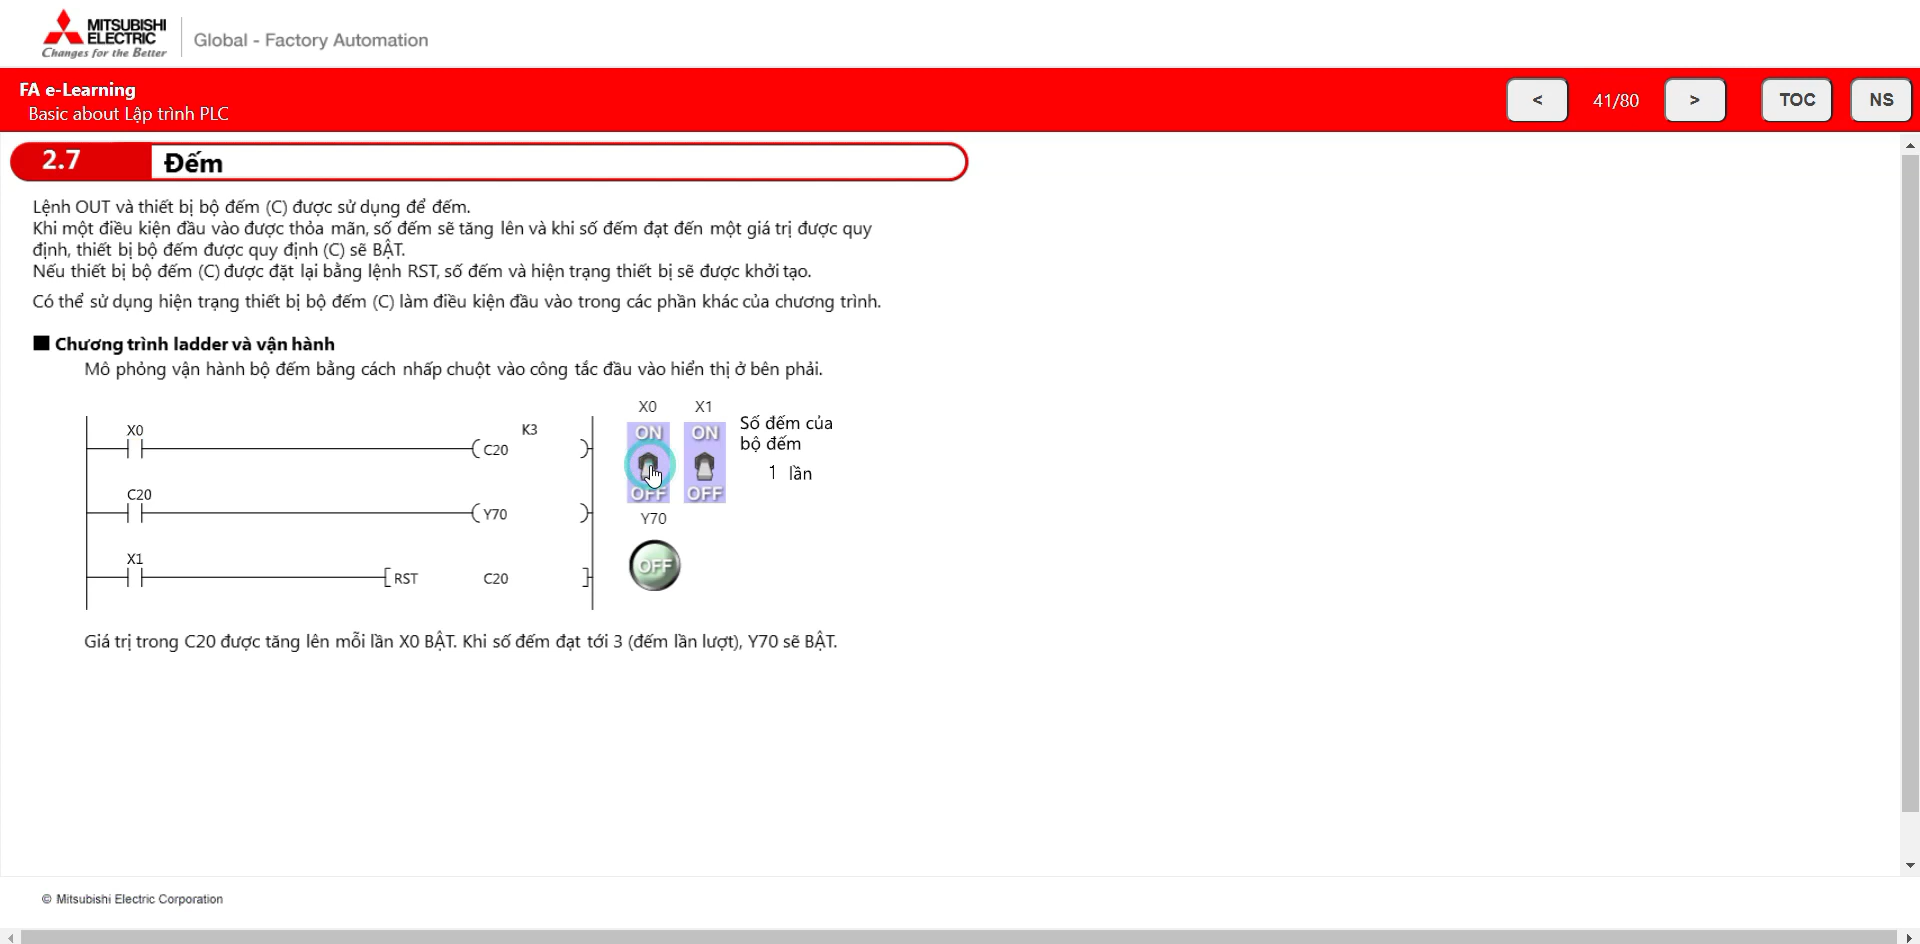 MITSUBISHI
ELECTRIC
Changes for the Better
Global - Factory Automation
FA e-Learning
Basic about Lập trình PLC
<
41/80
>
TOC
NS
2.7
Đếm
Lệnh OUT và thiết bị bộ đếm (C) được sử dụng để đếm.
Khi một điều kiện đầu vào được thỏa mãn, số đếm sẽ tăng lên và khi số đếm đạt đến một giá trị được quy
định, thiết bị bộ đếm được quy định (C) sẽ BẬT.
Nếu thiết bị bộ đếm (C) được đặt lại bằng lệnh RST, số đếm và hiện trạng thiết bị sẽ được khởi tạo.
Có thể sử dụng hiện trạng thiết bị bộ đếm (C) làm điều kiện đầu vào trong các phần khác của chương trình.
Chương trình ladder và vận hành
Mô phỏng vận hành bộ đếm bằng cách nhấp chuột vào công tắc đầu vào hiển thị ở bên phải.
X0
K3
C20
C20
Y70
X1
RST
C20
X0
X1
ON
ON
OFF
OFF
Số đếm của
bộ đếm
1 lần
Y70
OFF
Giá trị trong C20 được tăng lên mỗi lần X0 BẬT. Khi số đếm đạt tới 3 (đếm lần lượt), Y70 sẽ BẬT.
© Mitsubishi Electric Corporation